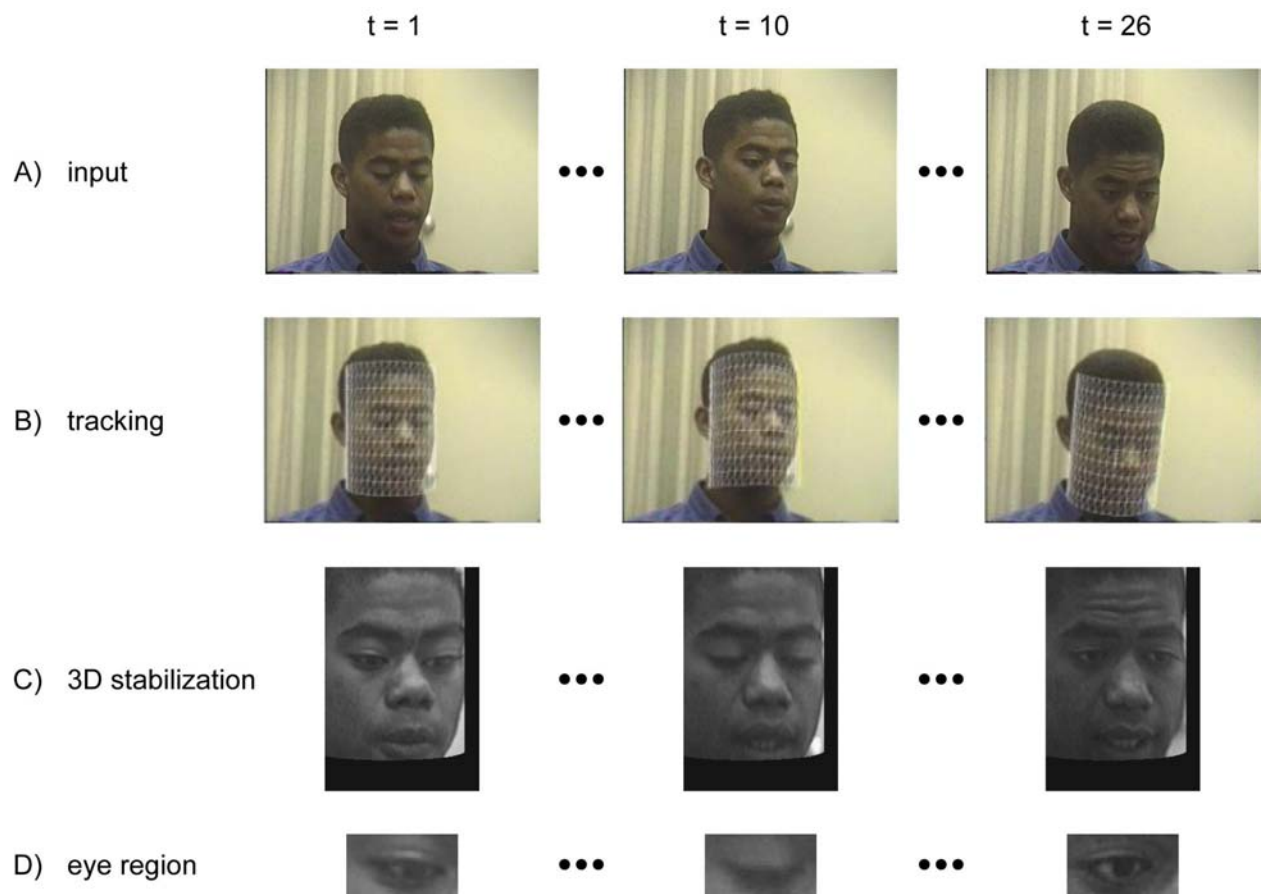 t = 1 t = 10 t = 26
A) input
B) tracking
C) 3D stabilization
D) eye region